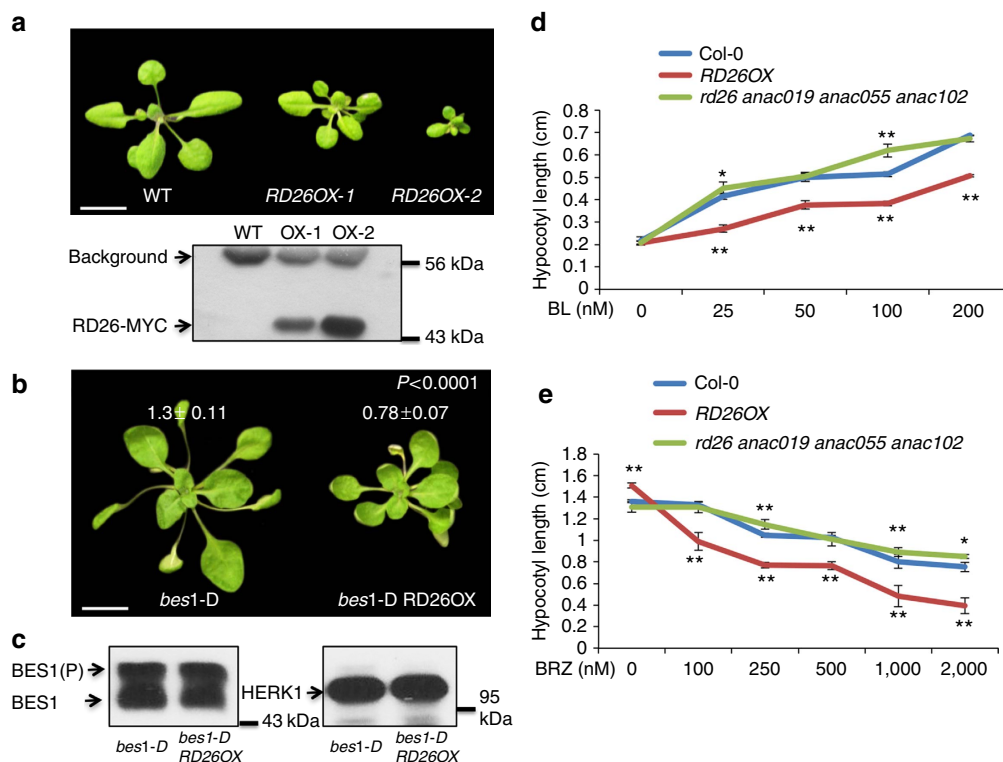 a
WT
RD26OX-1
RD26OX-2
WT OX-1 OX-2
Background
56 kDa
RD26-MYC
43 kDa
b
P<0.0001
1.3± 0.11
0.78±0.07
bes1-D
bes1-D RD26OX
c
BES1(P)
BES1
43 kDa
bes1-D
bes1-D RD26OX
HERK1
95 kDa
bes1-D
bes1-D RD26OX
d
Col-0
RD26OX
rd26 anac019 anac055 anac102
Hypocotyl length (cm)
0.8
0.7
0.6
0.5
0.4
0.3
0.2
0.1
0
*
**
**
**
**
**
BL (nM) 0 25 50 100 200
e
Col-0
RD26OX
rd26 anac019 anac055 anac102
Hypocotyl length (cm)
1.8
1.6
1.4
1.2
1
0.8
0.6
0.4
0.2
0
**
**
**
*
**
**
**
**
**
BRZ (nM) 0 100 250 500 1,000 2,000